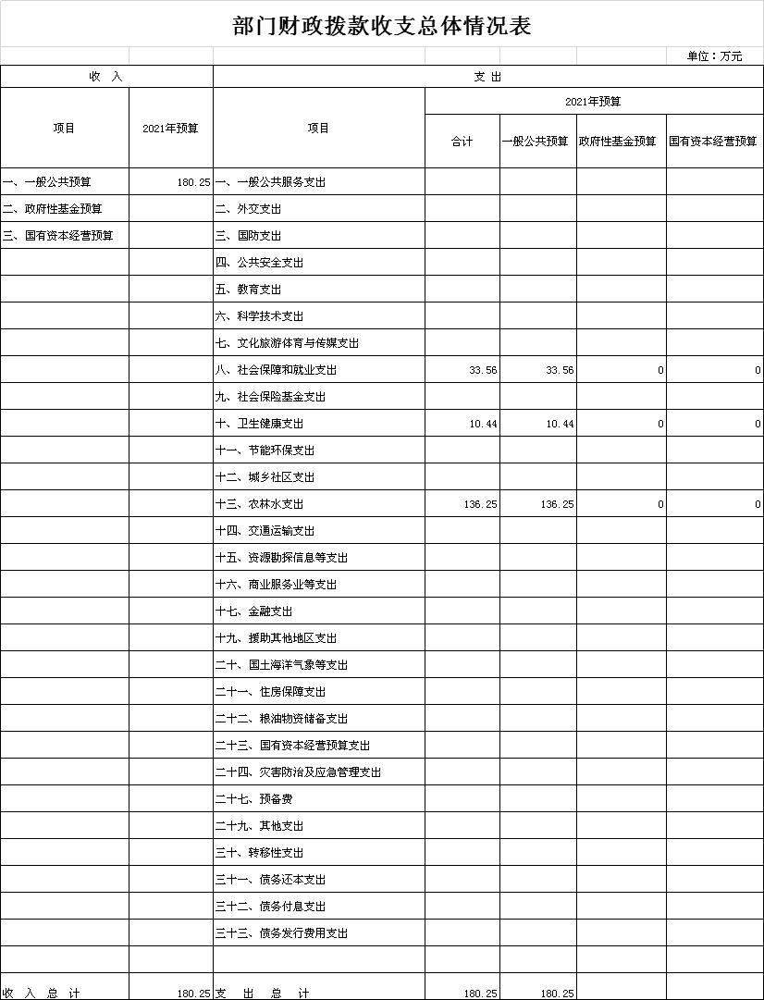 部门财政拨款收支总体情况表
单位：万元
收 入 支 出
项目 2021年预算 项目 2021年预算
合计 一般公共预算 政府性基金预算 国有资本经营预算
一、一般公共预算 180.25 一、一般公共服务支出
二、政府性基金预算 二、外交支出
三、国有资本经营预算 三、国防支出
四、公共安全支出
五、教育支出
六、科学技术支出
七、文化旅游体育与传媒支出
八、社会保障和就业支出 33.56 33.56 0 0
九、社会保险基金支出
十、卫生健康支出 10.44 10.44 0 0
十一、节能环保支出
十二、城乡社区支出
十三、农林水支出 136.25 136.25 0 0
十四、交通运输支出
十五、资源勘探信息等支出
十六、商业服务业等支出
十七、金融支出
十九、援助其他地区支出
二十、国土海洋气象等支出
二十一、住房保障支出
二十二、粮油物资储备支出
二十三、国有资本经营预算支出
二十四、灾害防治及应急管理支出
二十七、预备费
二十九、其他支出
三十、转移性支出
三十一、债务还本支出
三十二、债务付息支出
三十三、债务发行费用支出
收 入 总 计 180.25 支 出 总 计 180.25 180.25